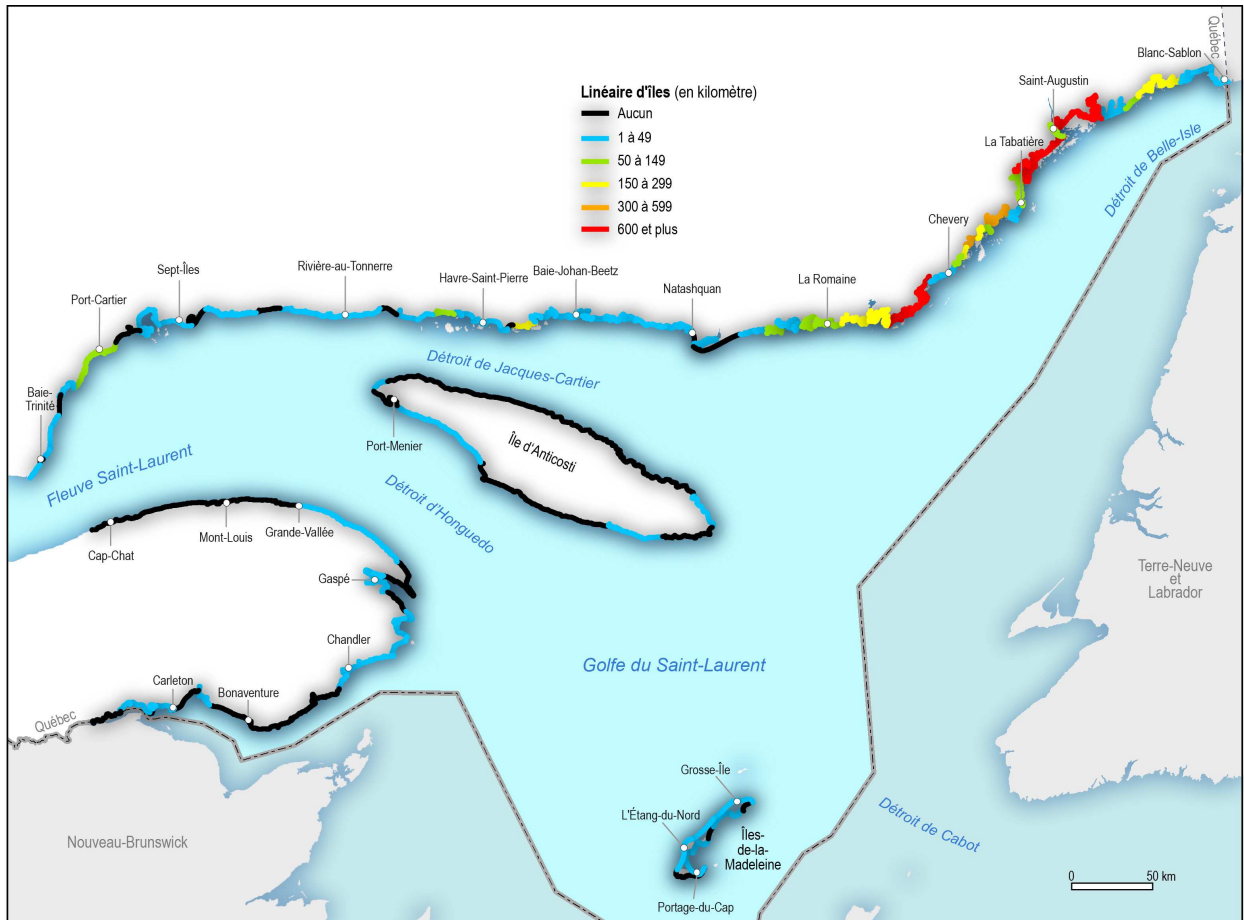 Québec
Blanc-Sablon
Saint-Augustin
Linéaire d'îles (en kilomètre)
Aucun
1 à 49
50 à 149
150 à 299
300 à 599
600 et plus
La Tabatière
Détroit de Belle-Isle
Chevery
Sept-Îles
Rivière-au-Tonnerre
Havre-Saint-Pierre
Baie-Johan-Beetz
Natashquan
La Romaine
Port-Cartier
Détroit de Jacques-Cartier
Baie-
Trinité
Port-Menier
Île d'Anticosti
Fleuve Saint-Laurent
Détroit d'Honguedo
Cap-Chat
Mont-Louis
Grande-Vallée
Gaspé
Terre-Neuve
et
Labrador
Chandler
Golfe du Saint-Laurent
Carleton
Bonaventure
Québec
Grosse-Île
L'Étang-du-Nord
Îles-
de-la-
Madeleine
Détroit de Cabot
Nouveau-Brunswick
Portage-du-Cap
0
50 km